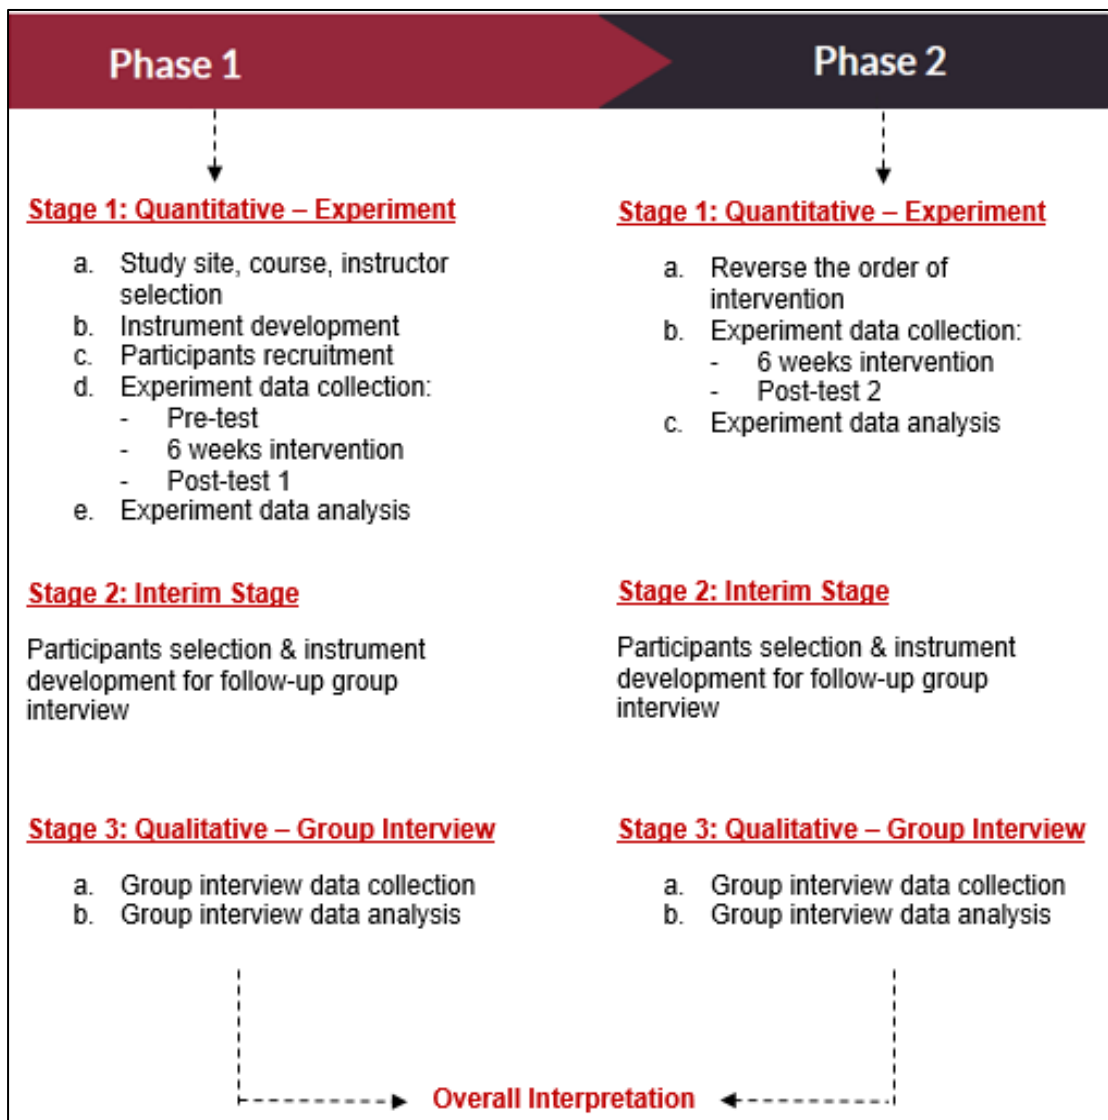 Phase 1
Phase 2
Stage 1: Quantitative – Experiment
a. Study site, course, instructor
selection
b. Instrument development
c. Participants recruitment
d. Experiment data collection:
- Pre-test
- 6 weeks intervention
- Post-test 1
e. Experiment data analysis
Stage 2: Interim Stage
Participants selection & instrument
development for follow-up group
interview
Stage 3: Qualitative – Group Interview
a. Group interview data collection
b. Group interview data analysis
Stage 1: Quantitative – Experiment
a. Reverse the order of
intervention
b. Experiment data collection:
- 6 weeks intervention
- Post-test 2
c. Experiment data analysis
Stage 2: Interim Stage
Participants selection & instrument
development for follow-up group
interview
Stage 3: Qualitative – Group Interview
a. Group interview data collection
b. Group interview data analysis
Overall Interpretation